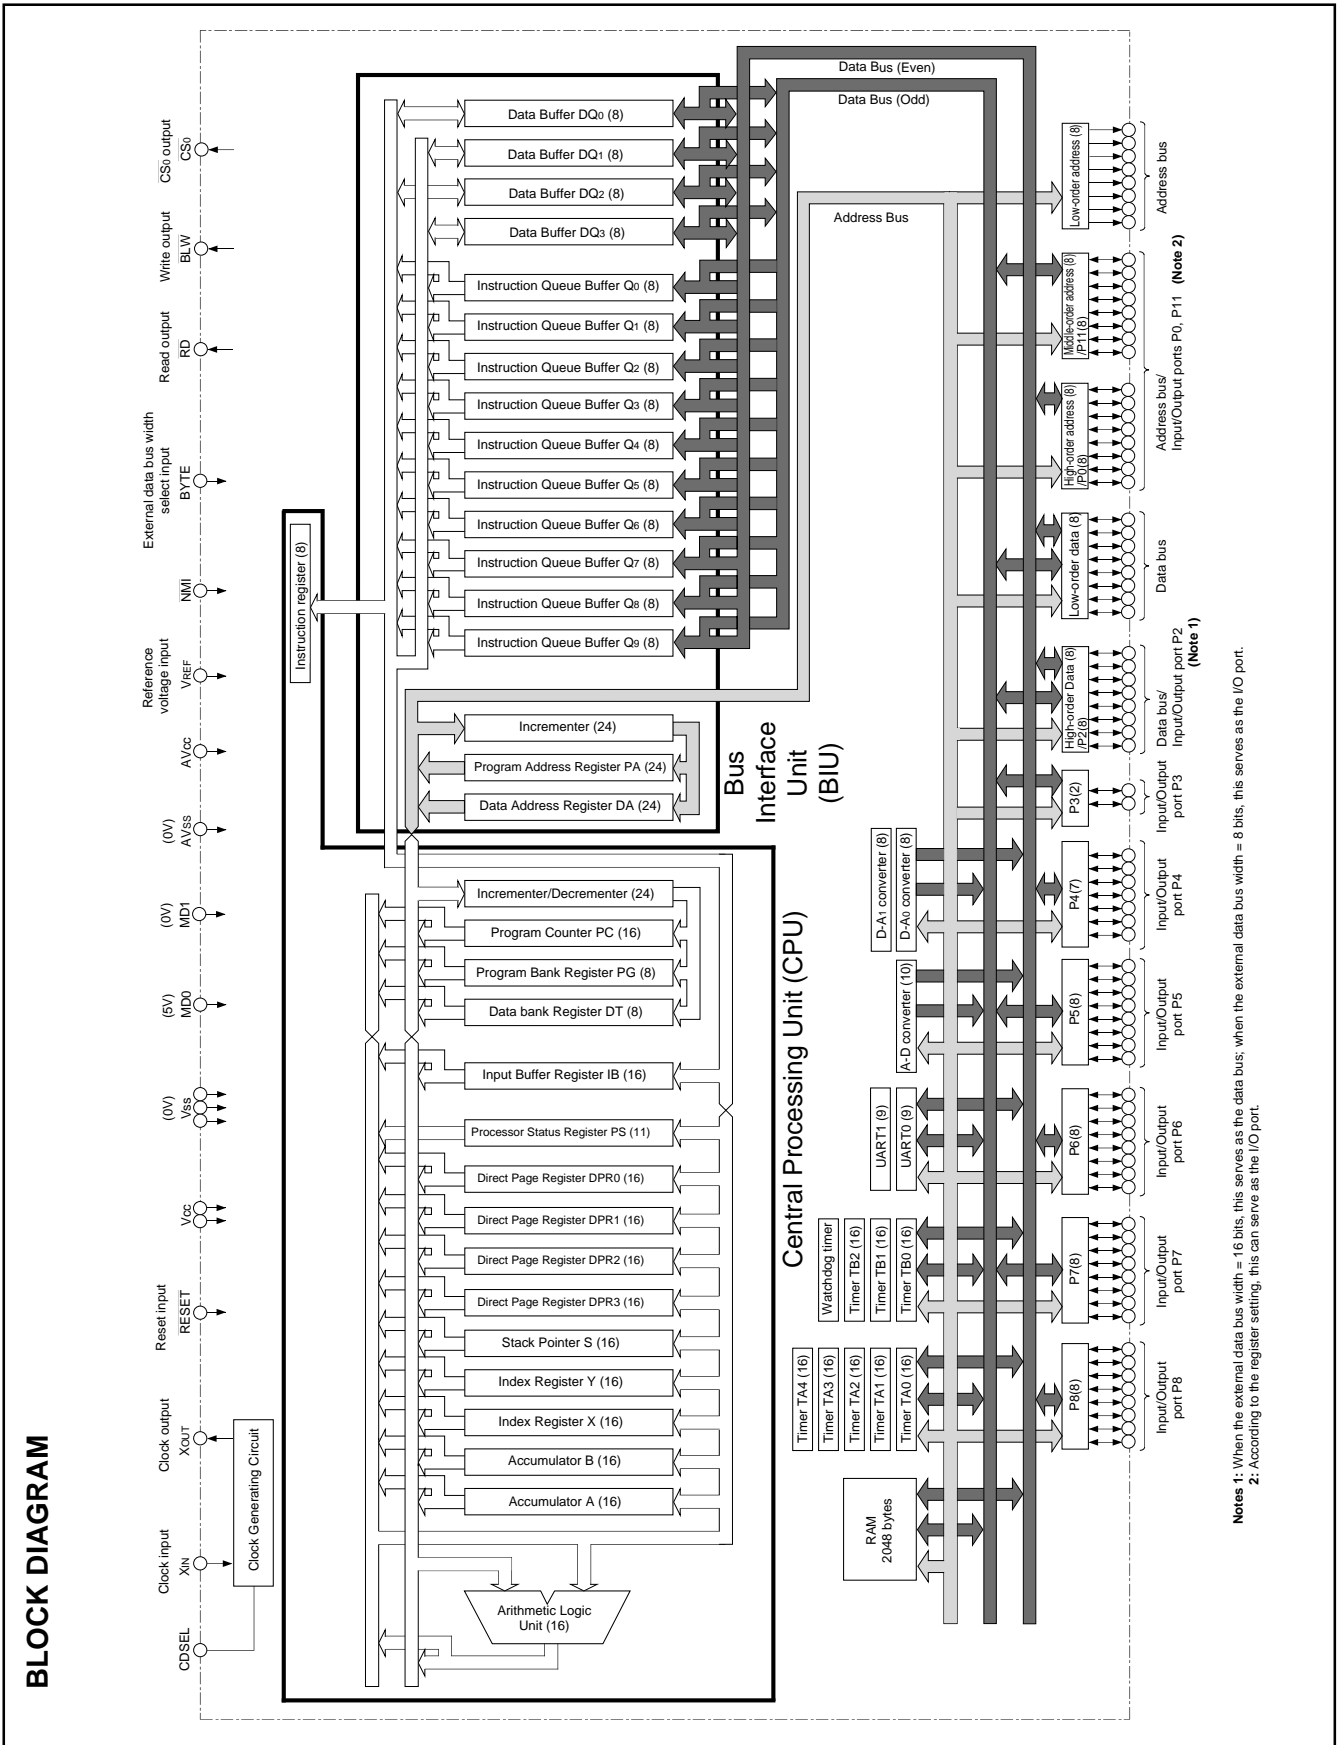 BLOCK DIAGRAM
CDSEL
Clock input
XIN
Clock output
XOUT
Reset input
RESET
Vcc
(0V)
Vss
(5V)
MD0
(0V)
MD1
(0V)
AVss
AVcc
Reference
voltage input
VREF
NMI
External data bus width
select input
BYTE
Read output
RD
Write output
BLW
CS0 output
CS0
Clock Generating Circuit
Instruction register (8)
Data Buffer DQ0 (8)
Data Buffer DQ1 (8)
Data Buffer DQ2 (8)
Data Buffer DQ3 (8)
Instruction Queue Buffer Q0 (8)
Instruction Queue Buffer Q1 (8)
Instruction Queue Buffer Q2 (8)
Instruction Queue Buffer Q3 (8)
Instruction Queue Buffer Q4 (8)
Instruction Queue Buffer Q5 (8)
Instruction Queue Buffer Q6 (8)
Instruction Queue Buffer Q7 (8)
Instruction Queue Buffer Q8 (8)
Instruction Queue Buffer Q9 (8)
Incrementer (24)
Program Address Register PA (24)
Data Address Register DA (24)
Bus
Interface
Unit
(BIU)
Incrementer/Decrementer (24)
Program Counter PC (16)
Program Bank Register PG (8)
Data bank Register DT (8)
Input Buffer Register IB (16)
Processor Status Register PS (11)
Direct Page Register DPR0 (16)
Direct Page Register DPR1 (16)
Direct Page Register DPR2 (16)
Direct Page Register DPR3 (16)
Stack Pointer S (16)
Index Register Y (16)
Index Register X (16)
Accumulator B (16)
Accumulator A (16)
Arithmetic Logic
Unit (16)
Central Processing Unit (CPU)
Data Bus (Even)
Data Bus (Odd)
Address Bus
RAM
2048 bytes
Timer TA4 (16)
Timer TA3 (16)
Timer TA2 (16)
Timer TA1 (16)
Timer TA0 (16)
Watchdog timer
Timer TB2 (16)
Timer TB1 (16)
Timer TB0 (16)
UART1 (9)
UART0 (9)
A-D converter (10)
D-A1 converter (8)
D-A0 converter (8)
P8(8)
P7(8)
P6(8)
P5(8)
P4(7)
P3(2)
High-order Data (8)
/P2(8)
Low-order data (8)
High-order address (8)
/P0(8)
Middle-order address (8)
/P11(8)
Low-order address (8)
Input/Output
port P8
Input/Output
port P7
Input/Output
port P6
Input/Output
port P5
Input/Output
port P4
Input/Output
port P3
Data bus/
Input/Output port P2
(Note 1)
Data bus
Address bus/
Input/Output ports P0, P11 (Note 2)
Address bus
Notes 1: When the external data bus width = 16 bits, this serves as the data bus; when the external data bus width = 8 bits, this serves as the I/O port.
2: According to the register setting, this can serve as the I/O port.